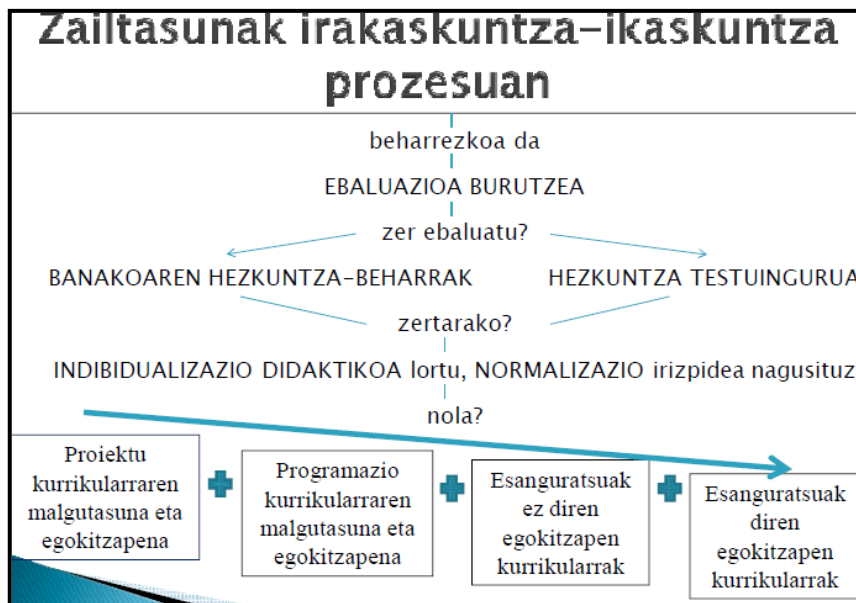 Zailtasunak irakaskuntza-ikaskuntza
prozesuan
beharrezkoa da
EBALUAZIOA BURUTZEA
zer ebaluatu?
BANAKOAREN HEZKUNTZA-BEHARRAK
HEZKUNTZA TESTUINGURUA
zertarako?
INDIBIDUALIZAZIO DIDAKTIKOA lortu, NORMALIZAZIO irizpidea nagusituz
nola?
Proiektu
kurrikularraren
malgutasuna eta
egokitzapena
Programazio
kurrikularraren
malgutasuna eta
egokitzapena
Esanguratsuak
ez diren
egokitzapen
kurrikularrak
Esanguratsuak
diren
egokitzapen
kurrikularrak